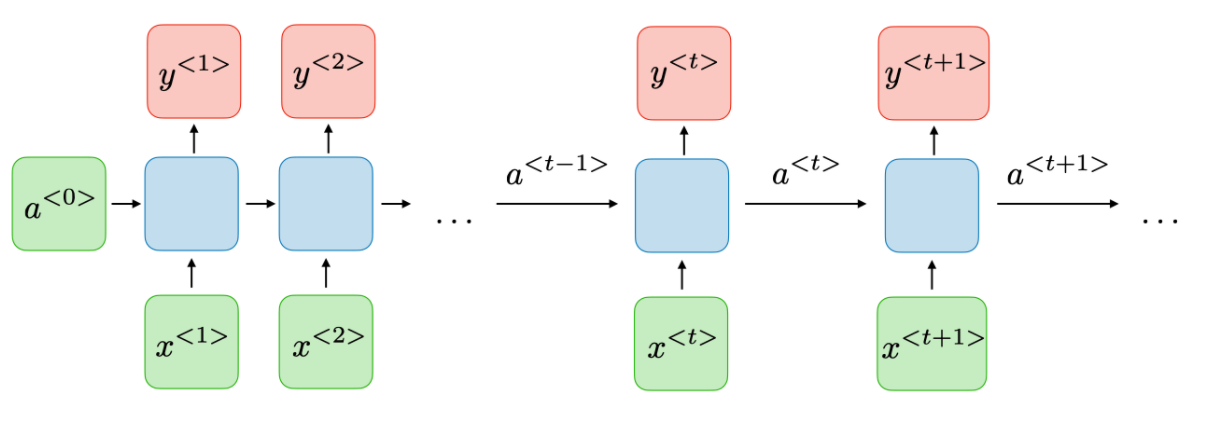 y<1> y<2> y<t> y<t+1>
a<0> ... a<t−1> a<t> a<t+1> ...
x<1> x<2> x<t> x<t+1>